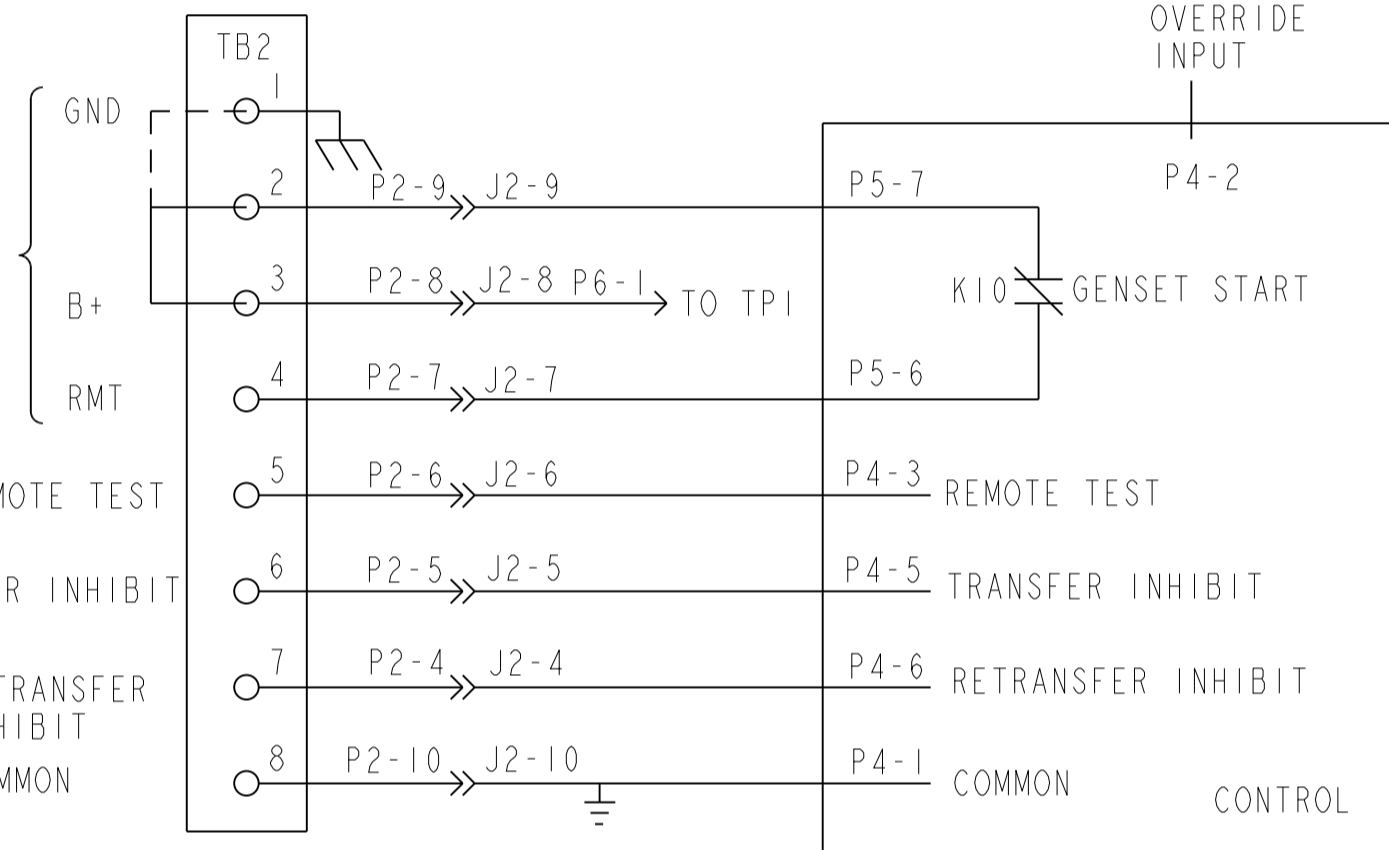 OVERRIDE
INPUT
TB2
1
GND
2
P2-9
J2-9
P5-7
P4-2
3
B+
P2-8
J2-8
P6-1
TO TP1
K10
GENSET START
4
RMT
P2-7
J2-7
P5-6
5
MOTE TEST
P2-6
J2-6
P4-3
REMOTE TEST
6
R INHIBIT
P2-5
J2-5
P4-5
TRANSFER INHIBIT
7
TRANSFER
HIBIT
P2-4
J2-4
P4-6
RETRANSFER INHIBIT
8
MMON
P2-10
J2-10
P4-1
COMMON
CONTROL